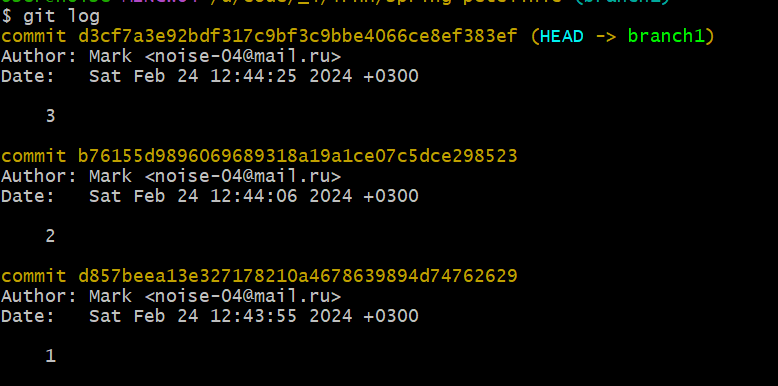 $ git log
commit d3cf7a3e92bdf317c9bf3c9bbe4066ce8ef383ef (HEAD -> branch1)
Author: Mark <noise-04@mail.ru>
Date:   Sat Feb 24 12:44:25 2024 +0300
3
commit b76155d9896069689318a19a1ce07c5dce298523
Author: Mark <noise-04@mail.ru>
Date:   Sat Feb 24 12:44:06 2024 +0300
2
commit d857beea13e327178210a4678639894d74762629
Author: Mark <noise-04@mail.ru>
Date:   Sat Feb 24 12:43:55 2024 +0300
1